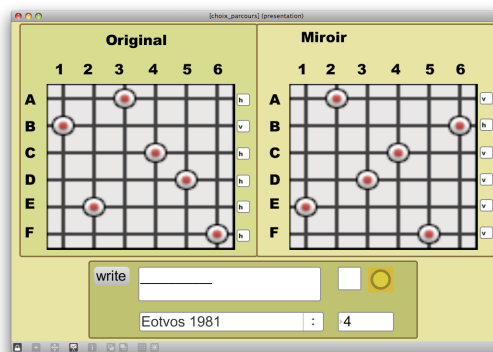 [choix_parcours] (presentation)
Original
Miroir
1 2 3 4 5 6
1 2 3 4 5 6
A h
B v
C h
D h
E h
F h
A v
B h
C v
D v
E v
F v
write
Eotvos 1981 :
4